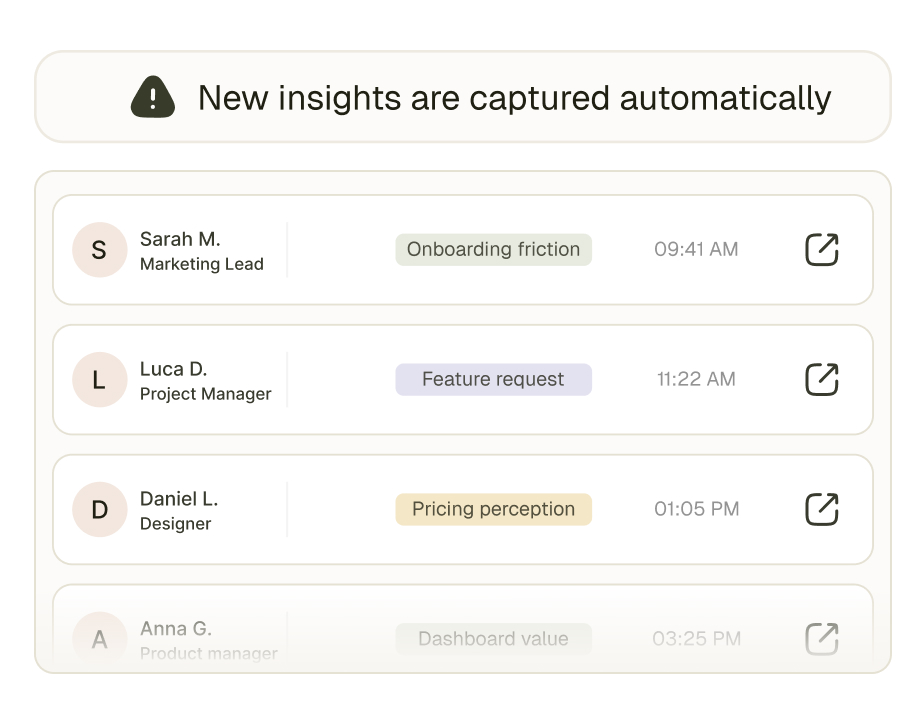 New insights are captured automatically
S
Sarah M.
Marketing Lead
Onboarding friction
09:41 AM
L
Luca D.
Project Manager
Feature request
11:22 AM
D
Daniel L.
Designer
Pricing perception
01:05 PM
A
Anna G.
Product manager
Dashboard value
03:25 PM